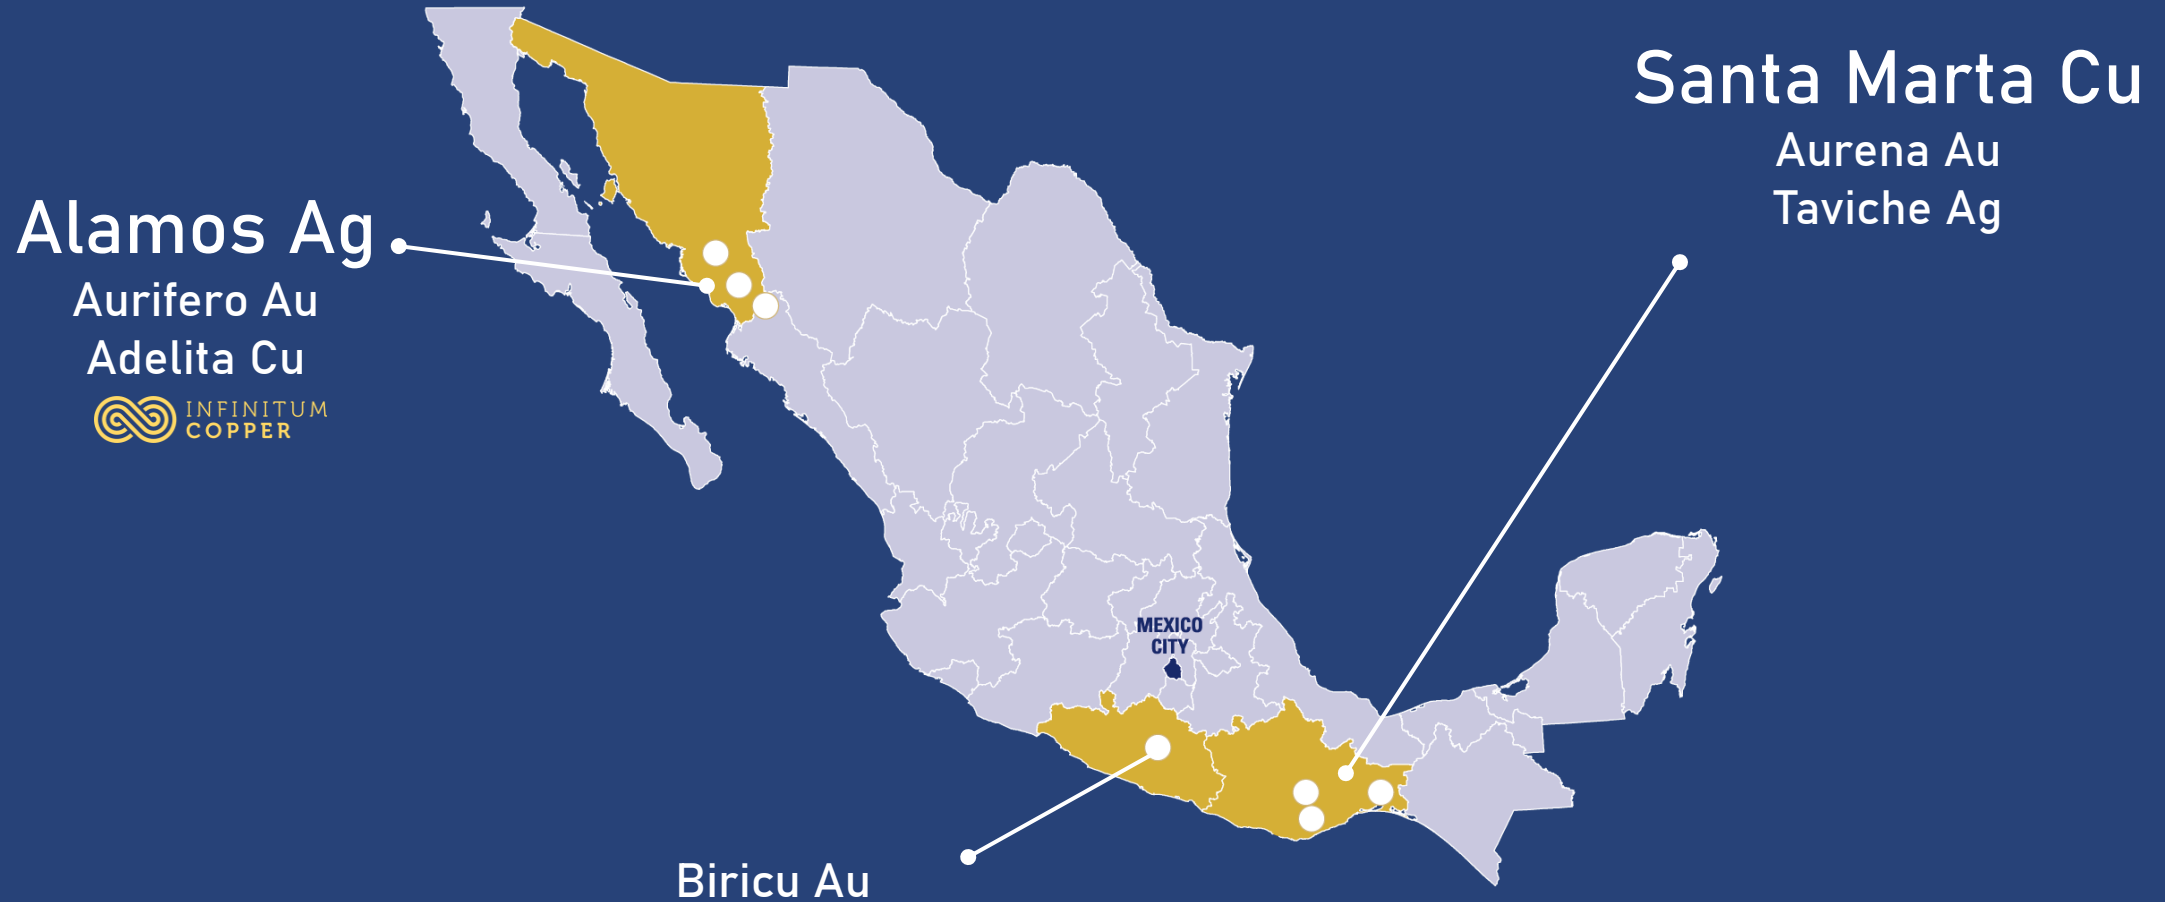 Santa Marta Cu
Aurena Au
Taviche Ag
Alamos Ag
Aurifero Au
Adelita Cu
INFINITUM
COPPER
MEXICO
CITY
Biricu Au